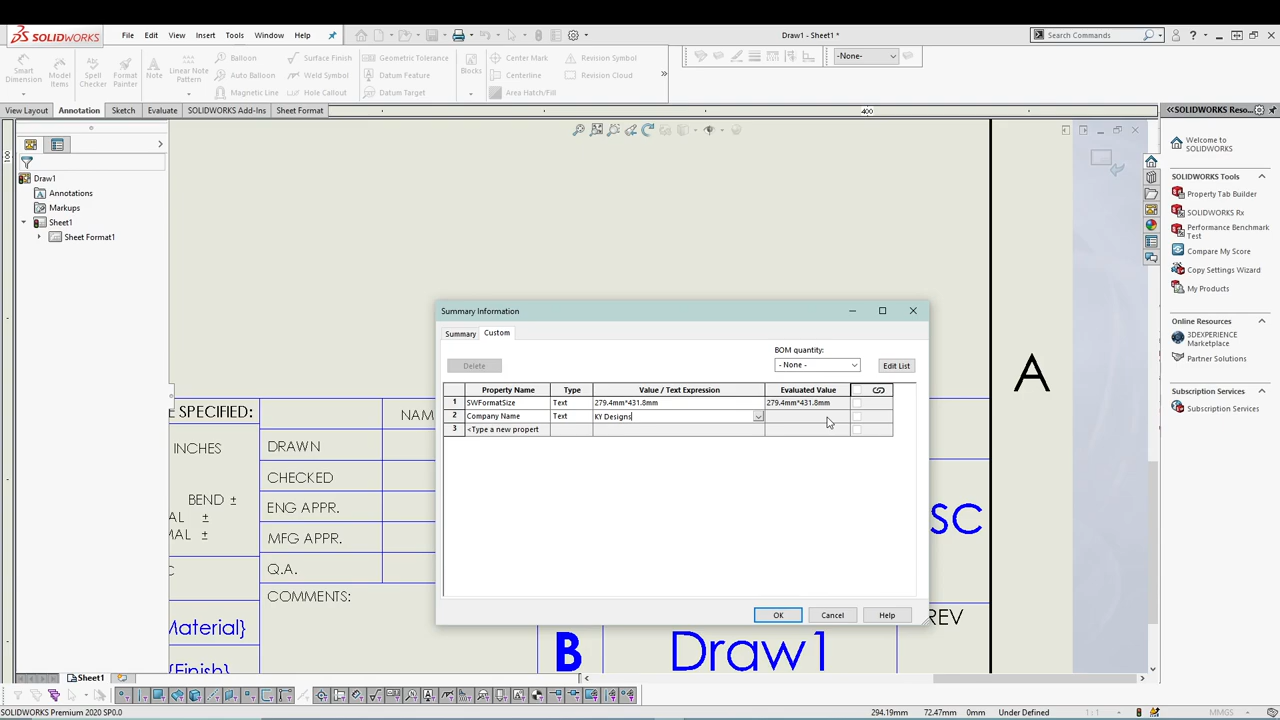 SOLIDWORKS File Edit View Insert Tools Window Help Draw1 - Sheet1 * Search Commands
Smart Dimension
Model Items
Spell Checker
Format Painter
Note
Linear Note Pattern
Balloon
Auto Balloon
Magnetic Line
Surface Finish
Weld Symbol
Hole Callout
Geometric Tolerance
Datum Feature
Datum Target
Blocks
Center Mark
Centerline
Area Hatch/Fill
Revision Symbol
Revision Cloud
-None-
View Layout Annotation Sketch Evaluate SOLIDWORKS Add-Ins Sheet Format
400
100
Draw1
Annotations
Markups
Sheet1
Sheet Format1
Summary Information
Summary Custom
BOM quantity:
Delete - None - Edit List
Property Name Type Value / Text Expression Evaluated Value
1 SWFormatSize Text 279.4mm*431.8mm 279.4mm*431.8mm
2 Company Name Text KY Designs
3 <Type a new propert
OK Cancel Help
E SPECIFIED:
INCHES
BEND ±
AL ±
MAL ±
C
Material}
{Finish}
NAM
DRAWN
CHECKED
ENG APPR.
MFG APPR.
Q.A.
COMMENTS:
B
Draw1
REV
SC
A
SOLIDWORKS Reso...
Welcome to SOLIDWORKS
SOLIDWORKS Tools
Property Tab Builder
SOLIDWORKS Rx
Performance Benchmark Test
Compare My Score
Copy Settings Wizard
My Products
Online Resources
3DEXPERIENCE Marketplace
Partner Solutions
Subscription Services
Subscription Services
Sheet1
SOLIDWORKS Premium 2020 SP0.0 294.19mm 72.47mm 0mm Under Defined 1:1 MMGS